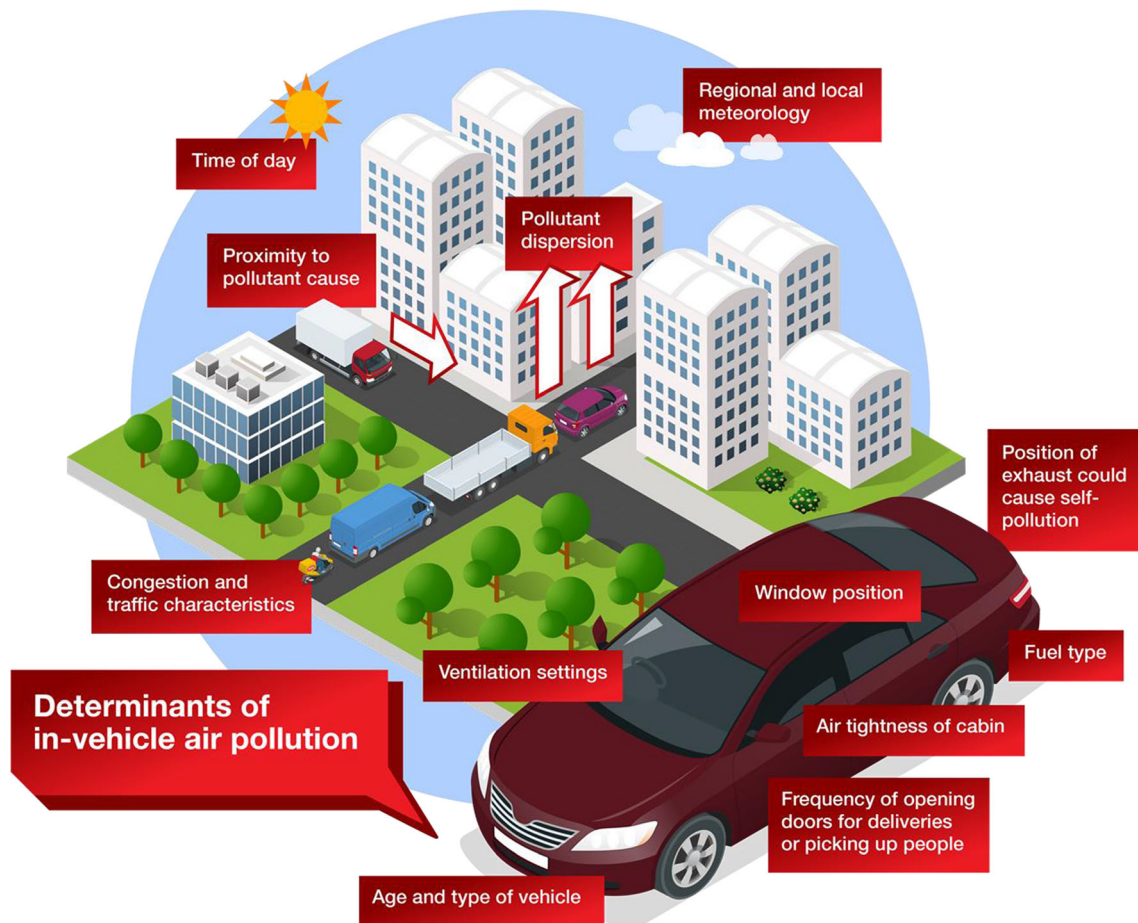 Regional and local
meteorology
Time of day
Pollutant
dispersion
Proximity to
pollutant cause
Position of
exhaust could
cause self-
pollution
Congestion and
traffic characteristics
Window position
Fuel type
Ventilation settings
Determinants of
in-vehicle air pollution
Air tightness of cabin
Frequency of opening
doors for deliveries
or picking up people
Age and type of vehicle